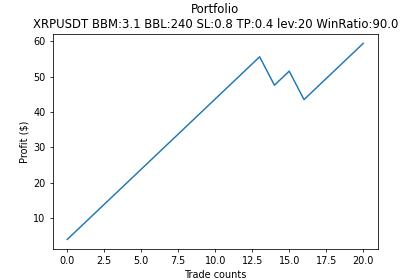 Portfolio
XRPUSDT BBM:3.1 BBL:240 SL:0.8 TP:0.4 lev:20 WinRatio:90.0
60
50
40
30
20
10
Profit ($)
0.0 2.5 5.0 7.5 10.0 12.5 15.0 17.5 20.0
Trade counts